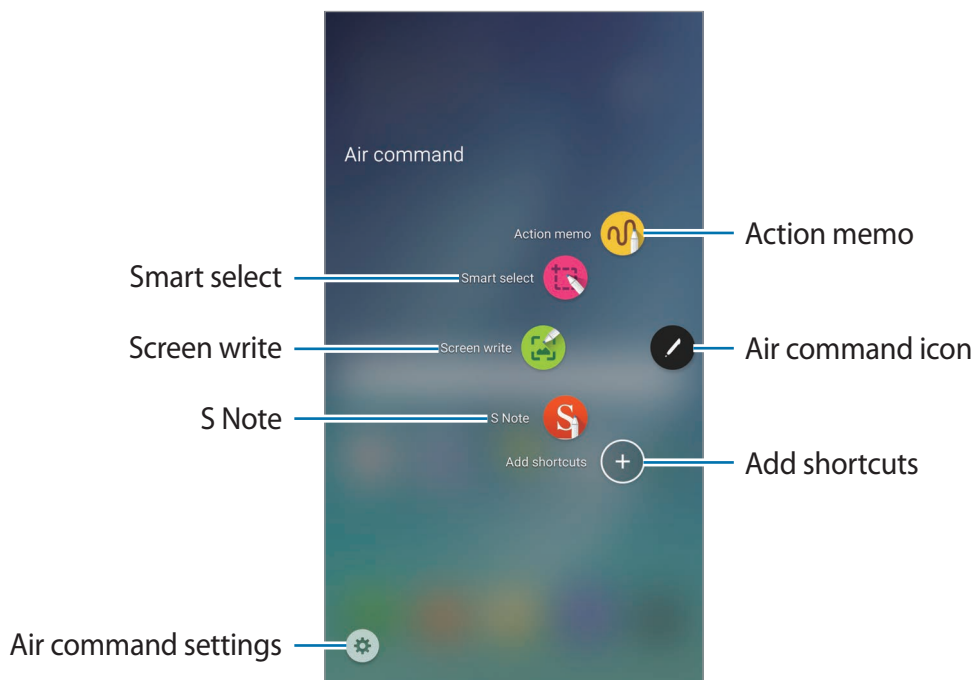 Air command
Action memo
Action memo
Smart select
Smart select
Screen write
Screen write
Air command icon
S Note
S Note
S
Add shortcuts
Add shortcuts
Air command settings